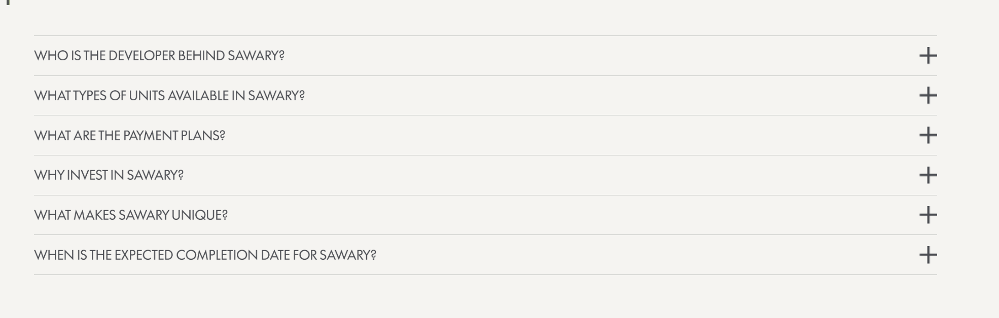 WHO IS THE DEVELOPER BEHIND SAWARY?
WHAT TYPES OF UNITS AVAILABLE IN SAWARY?
WHAT ARE THE PAYMENT PLANS?
WHY INVEST IN SAWARY?
WHAT MAKES SAWARY UNIQUE?
WHEN IS THE EXPECTED COMPLETION DATE FOR SAWARY?